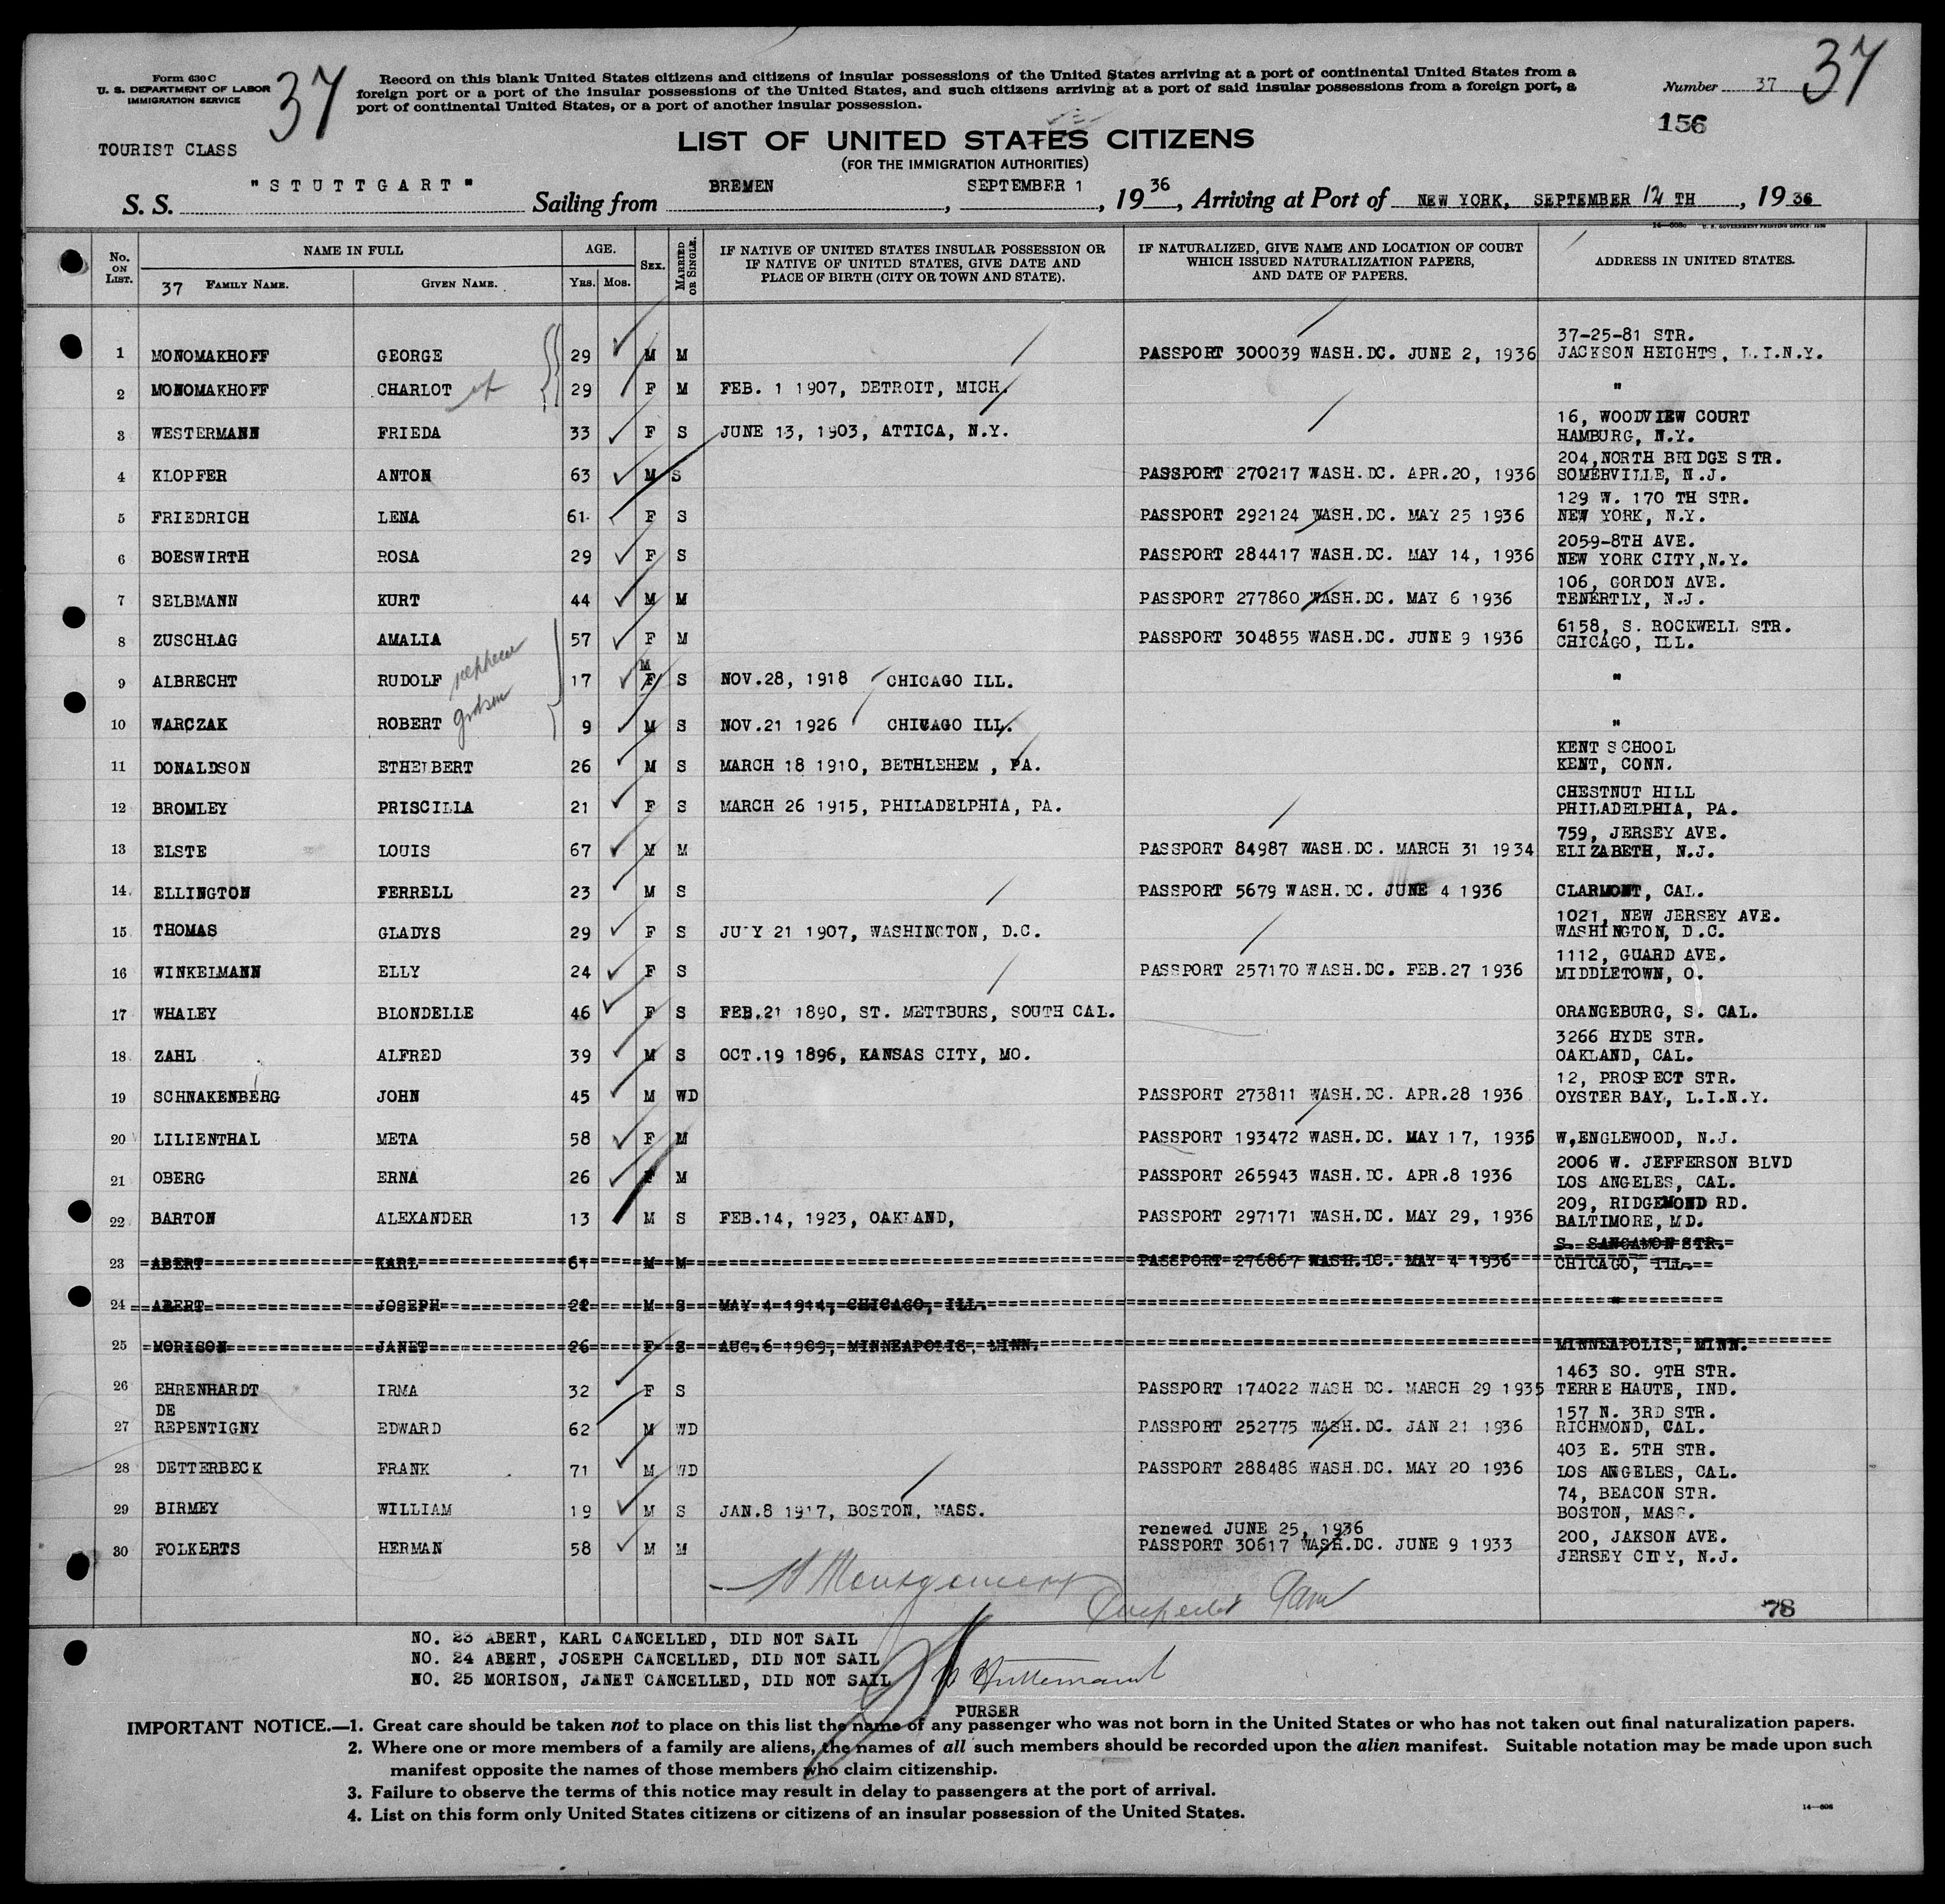 Form 630 C
U. S. DEPARTMENT OF LABOR
IMMIGRATION SERVICE
37
Record on this blank United States citizens and citizens of insular possessions of the United States arriving at a port of continental United States from a
foreign port or a port of the insular possessions of the United States, and such citizens arriving at a port of said insular possessions from a foreign port, a
port of continental United States, or a port of another insular possession.
Number 37
37
156
TOURIST CLASS
LIST OF UNITED STATES CITIZENS
(FOR THE IMMIGRATION AUTHORITIES)
S. S. "STUTTGART" Sailing from BREMEN, SEPTEMBER 1, 1936, Arriving at Port of NEW YORK, SEPTEMBER 12 TH, 1936
14—608c U. S. GOVERNMENT PRINTING OFFICE: 1936
No. ON LIST. NAME IN FULL AGE. SEX. MARRIED OR SINGLE. IF NATIVE OF UNITED STATES INSULAR POSSESSION OR IF NATIVE OF UNITED STATES, GIVE DATE AND PLACE OF BIRTH (CITY OR TOWN AND STATE). IF NATURALIZED, GIVE NAME AND LOCATION OF COURT WHICH ISSUED NATURALIZATION PAPERS, AND DATE OF PAPERS. ADDRESS IN UNITED STATES.
37 FAMILY NAME. GIVEN NAME. Yrs. Mos.
37-25-81 STR.
1 MONOMAKHOFF GEORGE 29 M M PASSPORT 300039 WASH.DC. JUNE 2, 1936 JACKSON HEIGHTS, L.I.N.Y.
2 MONOMAKHOFF CHARLOT 29 F M FEB. 1 1907, DETROIT, MICH. "
16, WOODVIEW COURT
3 WESTERMANN FRIEDA 33 F S JUNE 13, 1903, ATTICA, N.Y. HAMBURG, N.Y.
204, NORTH BRIDGE STR.
4 KLOPFER ANTON 63 M S PASSPORT 270217 WASH.DC. APR.20, 1936 SOMERVILLE, N.J.
129 W. 170 TH STR.
5 FRIEDRICH LENA 61 F S PASSPORT 292124 WASH.DC. MAY 25 1936 NEW YORK, N.Y.
2059-8TH AVE.
6 BOESWIRTH ROSA 29 F S PASSPORT 284417 WASH.DC. MAY 14, 1936 NEW YORK CITY, N.Y.
106, GORDON AVE.
7 SELBMANN KURT 44 M M PASSPORT 277860 WASH.DC. MAY 6 1936 TENERTLY, N.J.
6158, S. ROCKWELL STR.
8 ZUSCHLAG AMALIA 57 F M PASSPORT 304855 WASH.DC. JUNE 9 1936 CHICAGO, ILL.
M
9 ALBRECHT RUDOLF nephew 17 F S NOV.28, 1918 CHICAGO ILL. "
10 WARCZAK ROBERT grdson 9 M S NOV.21 1926 CHICAGO ILL. "
KENT SCHOOL
11 DONALDSON ETHELBERT 26 M S MARCH 18 1910, BETHLEHEM , PA. KENT, CONN.
CHESTNUT HILL
12 BROMLEY PRISCILLA 21 F S MARCH 26 1915, PHILADELPHIA, PA. PHILADELPHIA, PA.
759, JERSEY AVE.
13 ELSTE LOUIS 67 M M PASSPORT 84987 WASH.DC. MARCH 31 1934 ELIZABETH, N.J.
14 ELLINGTON FERRELL 23 M S PASSPORT 5679 WASH.DC. JUNE 4 1936 CLARMONT, CAL.
1021, NEW JERSEY AVE.
15 THOMAS GLADYS 29 F S JULY 21 1907, WASHINGTON, D.C. WASHINGTON, D.C.
1112, GUARD AVE.
16 WINKELMANN ELLY 24 F S PASSPORT 257170 WASH.DC. FEB.27 1936 MIDDLETOWN, O.
17 WHALEY BLONDELLE 46 F S FEB.21 1890, ST. METTBURS, SOUTH CAL. ORANGEBURG, S. CAL.
3266 HYDE STR.
18 ZAHL ALFRED 39 M S OCT.19 1896, KANSAS CITY, MO. OAKLAND, CAL.
12, PROSPECT STR.
19 SCHNAKENBERG JOHN 45 M WD PASSPORT 273811 WASH.DC. APR.28 1936 OYSTER BAY, L.I.N.Y.
20 LILIENTHAL META 58 F M PASSPORT 193472 WASH.DC. MAY 17, 1935 W,ENGLEWOOD, N.J.
2006 W. JEFFERSON BLVD
21 OBERG ERNA 26 F M PASSPORT 265943 WASH.DC. APR.8 1936 LOS ANGELES, CAL.
209, RIDGEMOND RD.
22 BARTON ALEXANDER 13 M S FEB.14, 1923, OAKLAND, PASSPORT 297171 WASH.DC. MAY 29, 1936 BALTIMORE, MD.
S. SANGAMON STR.
23 ABERT KARL 61 M M PASSPORT 276867 WASH.DC. MAY 4 1936 CHICAGO, ILL.
24 ABERT JOSEPH 22 M S MAY 4 1914, CHICAGO, ILL. "
25 MORISON JANET 26 F S AUG.6 1909, MINNEAPOLIS, MINN. MINNEAPOLIS, MINN.
1463 SO. 9TH STR.
26 EHRENHARDT IRMA 32 F S PASSPORT 174022 WASH DC. MARCH 29 1935 TERRE HAUTE, IND.
DE 157 N. 3RD STR.
27 REPENTIGNY EDWARD 62 M WD PASSPORT 252775 WASH.DC. JAN 21 1936 RICHMOND, CAL.
403 E. 5TH STR.
28 DETTERBECK FRANK 71 M WD PASSPORT 288486 WASH.DC. MAY 20 1936 LOS ANGELES, CAL.
74, BEACON STR.
29 BIRMEY WILLIAM 19 M S JAN.8 1917, BOSTON, MASS. BOSTON, MASS.
renewed JUNE 25, 1936 200, JAKSON AVE.
30 FOLKERTS HERMAN 58 M M PASSPORT 30617 WASH.DC. JUNE 9 1933 JERSEY CITY, N.J.
Montgomery
78
NO. 23 ABERT, KARL CANCELLED, DID NOT SAIL
NO. 24 ABERT, JOSEPH CANCELLED, DID NOT SAIL
NO. 25 MORISON, JANET CANCELLED, DID NOT SAIL
PURSER
IMPORTANT NOTICE.—1. Great care should be taken not to place on this list the name of any passenger who was not born in the United States or who has not taken out final naturalization papers.
2. Where one or more members of a family are aliens, the names of all such members should be recorded upon the alien manifest. Suitable notation may be made upon such
manifest opposite the names of those members who claim citizenship.
3. Failure to observe the terms of this notice may result in delay to passengers at the port of arrival.
4. List on this form only United States citizens or citizens of an insular possession of the United States.
14—608